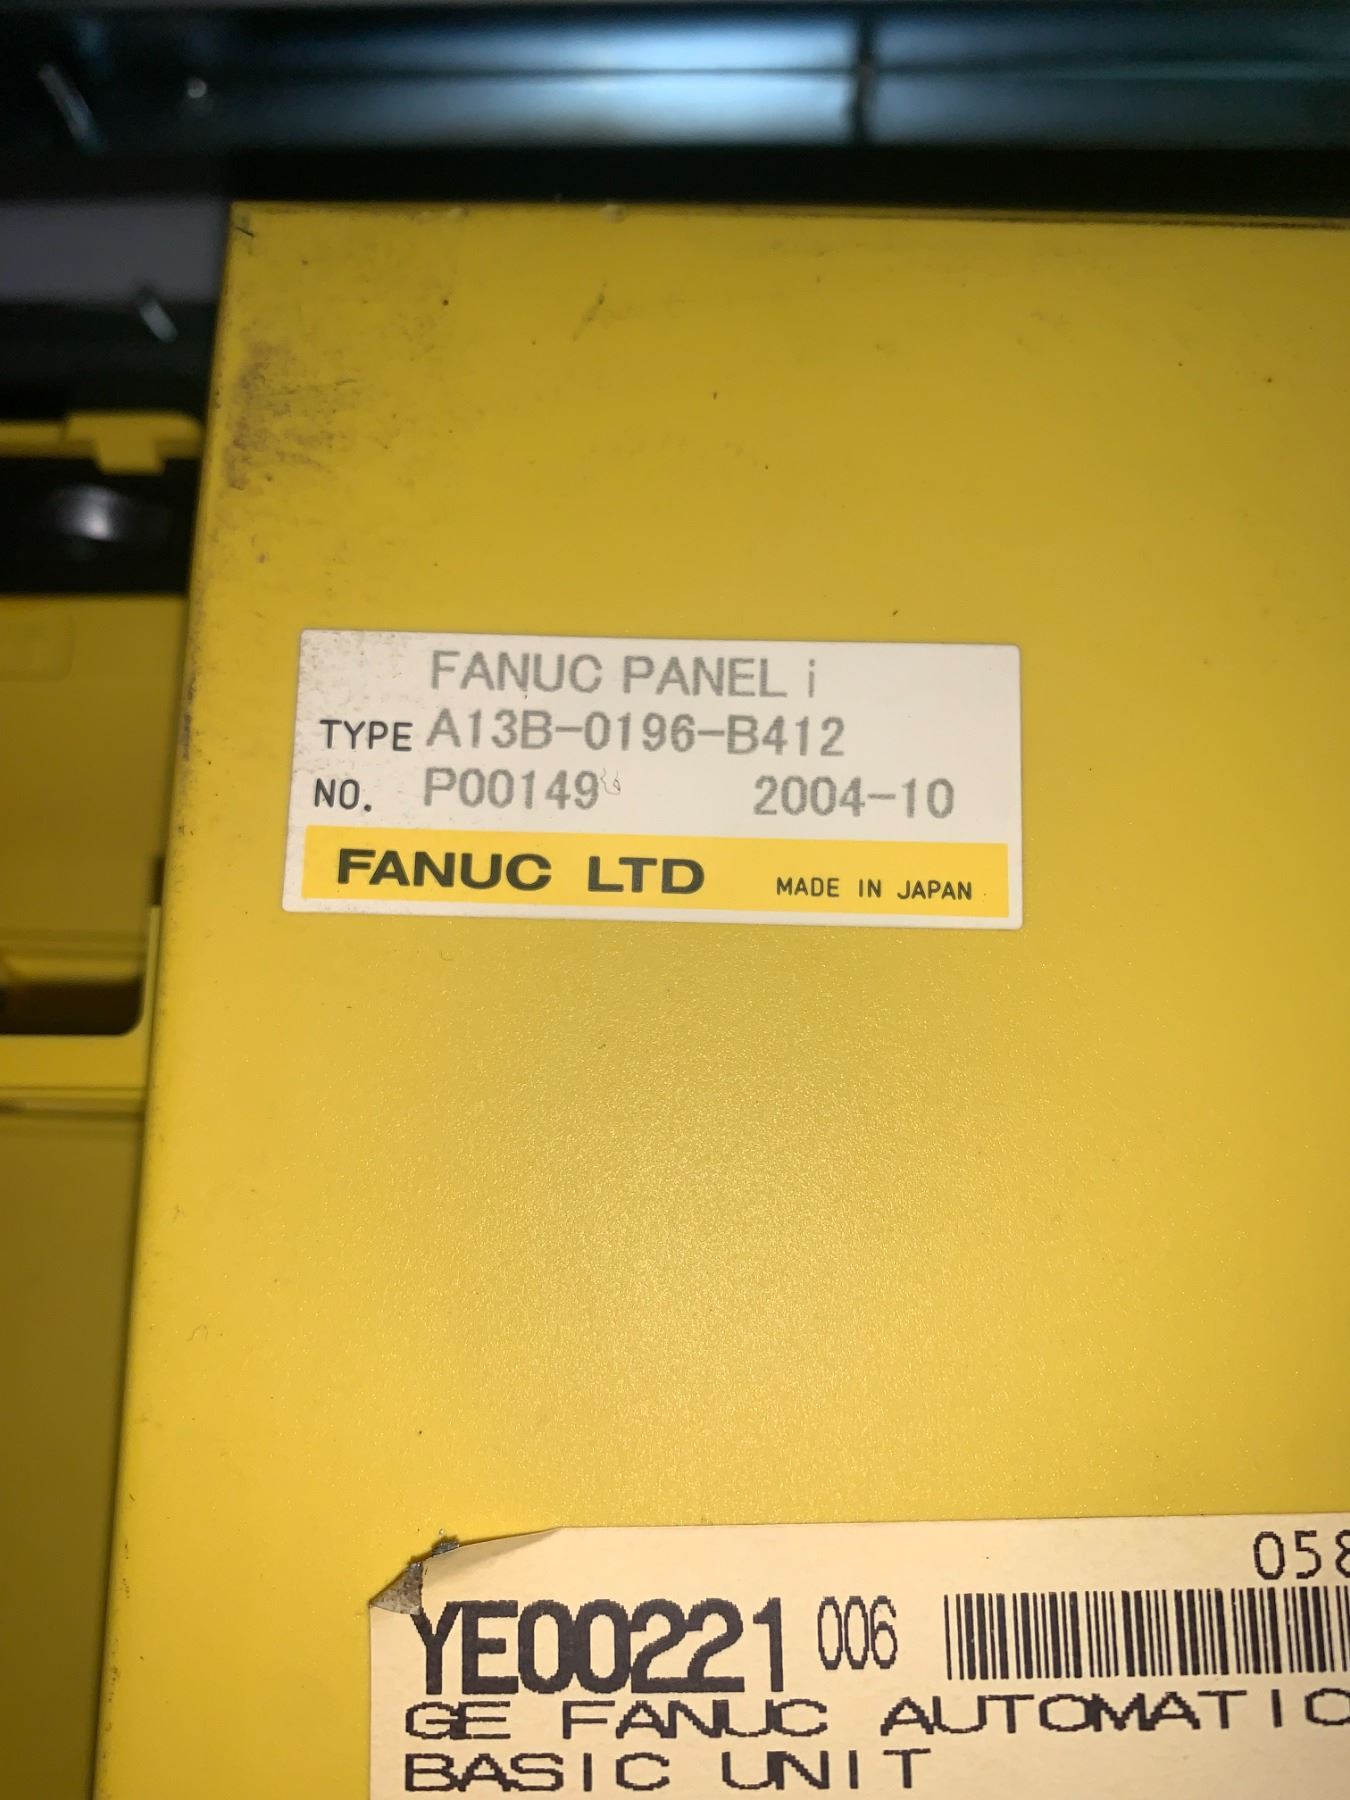 FANUC PANEL i
TYPE A13B-0196-B412
NO. P00149 2004-10
FANUC LTD MADE IN JAPAN
058
YE00221 006
GE FANUC AUTOMATIO
BASIC UNIT